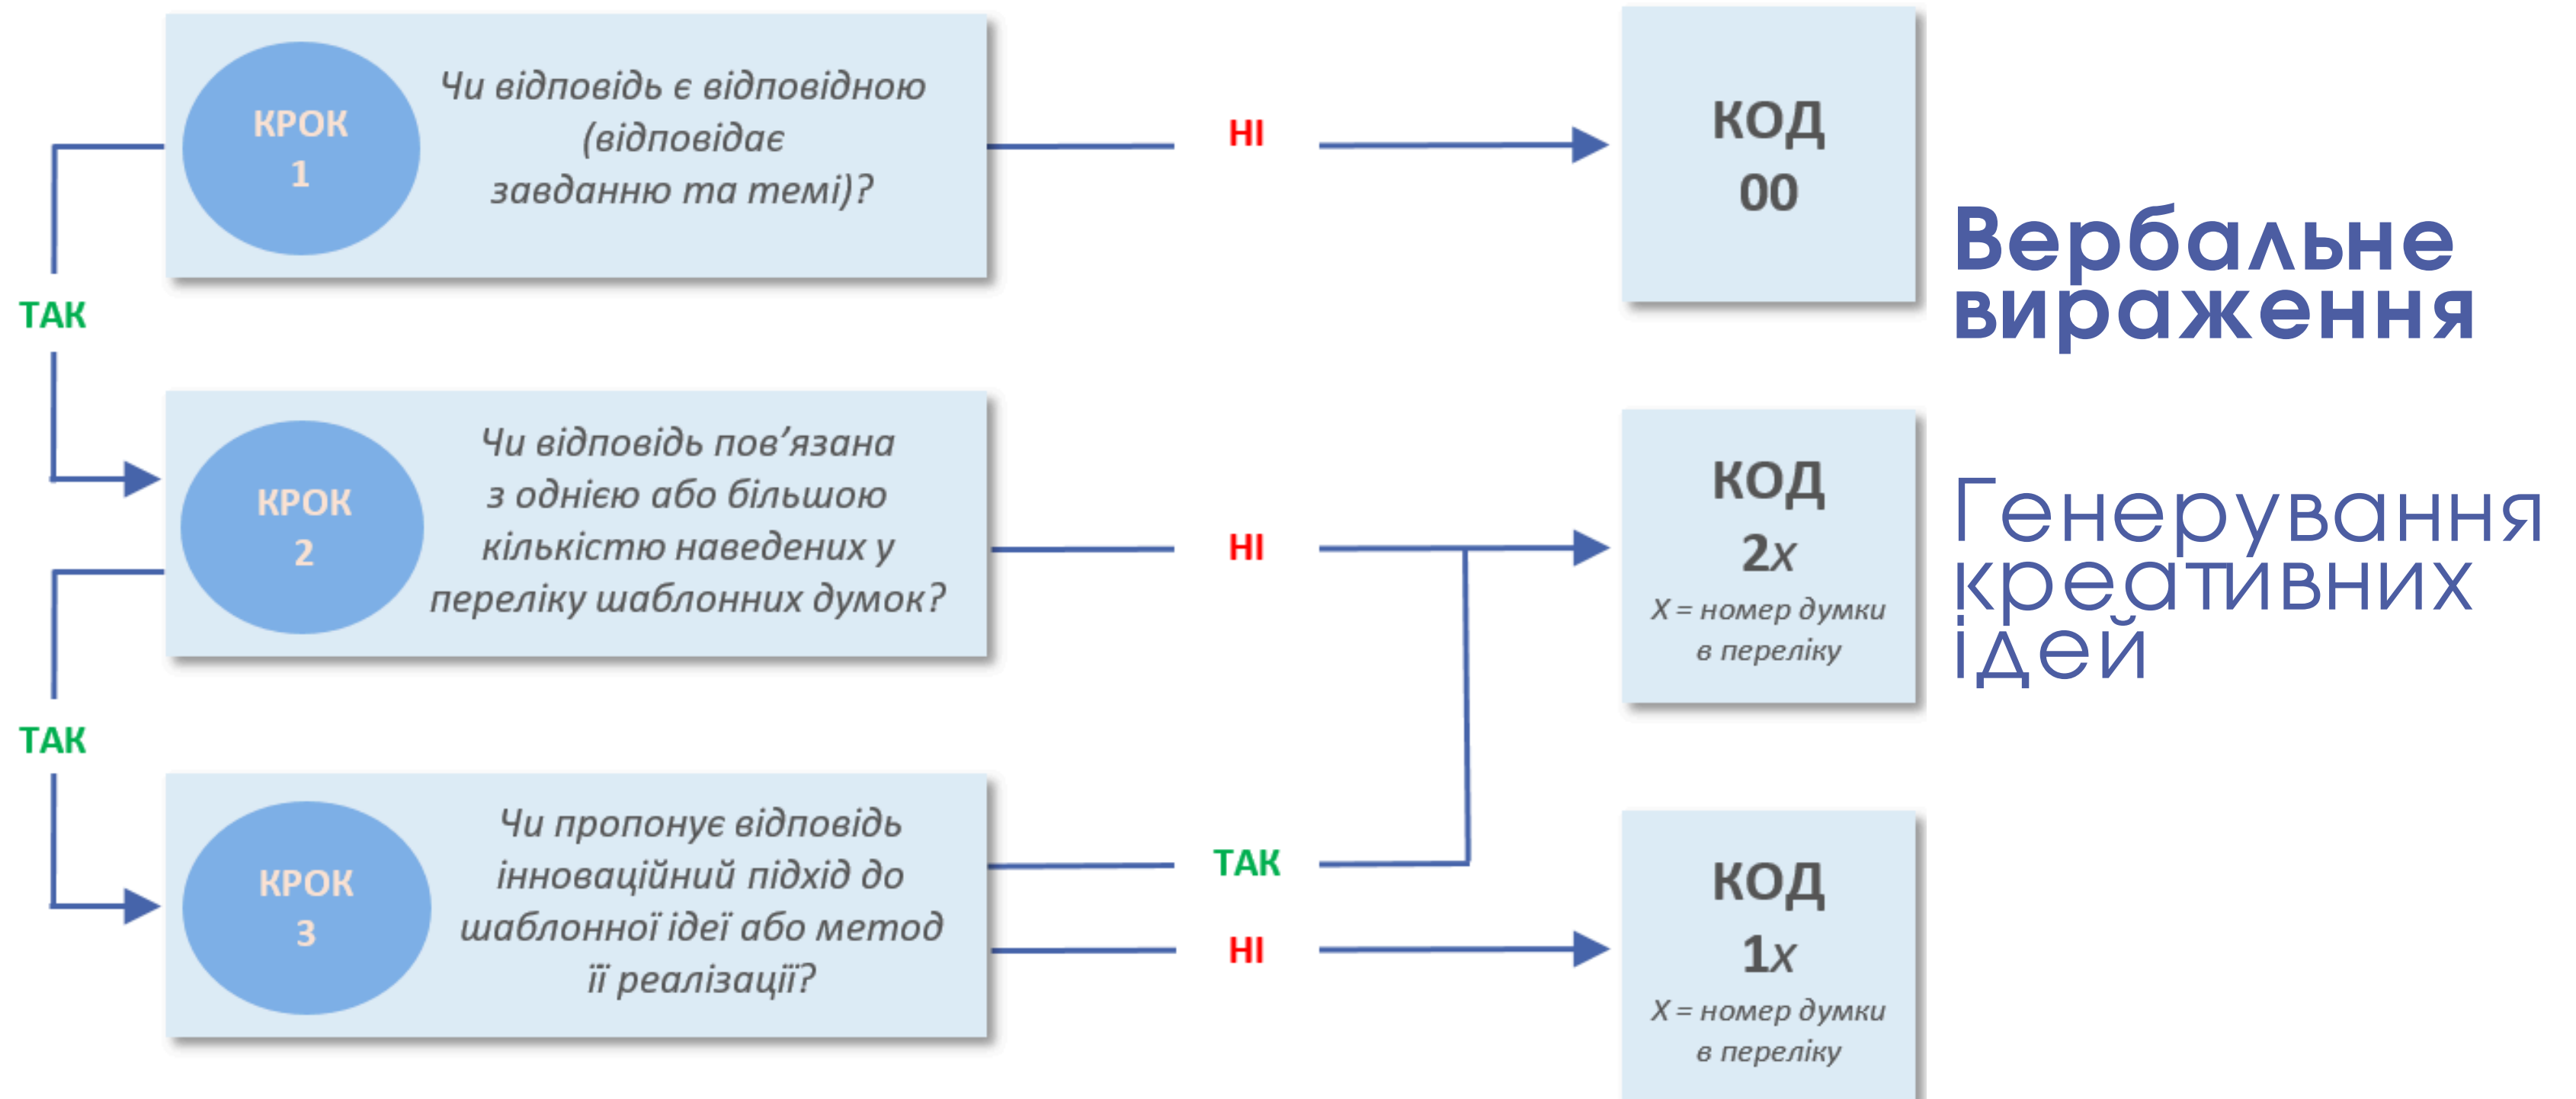 КРОК
1
Чи відповідь є відповідною
(відповідає
завданню та темі)?
НІ
КОД
00
ТАК
КРОК
2
Чи відповідь пов’язана
з однією або більшою
кількістю наведених у
переліку шаблонних думок?
НІ
КОД
2x
X = номер думки
в переліку
ТАК
КРОК
3
Чи пропонує відповідь
інноваційний підхід до
шаблонної ідеї або метод
її реалізації?
ТАК
НІ
КОД
1x
X = номер думки
в переліку
Вербальне
вираження
Генерування
креативних
ідей